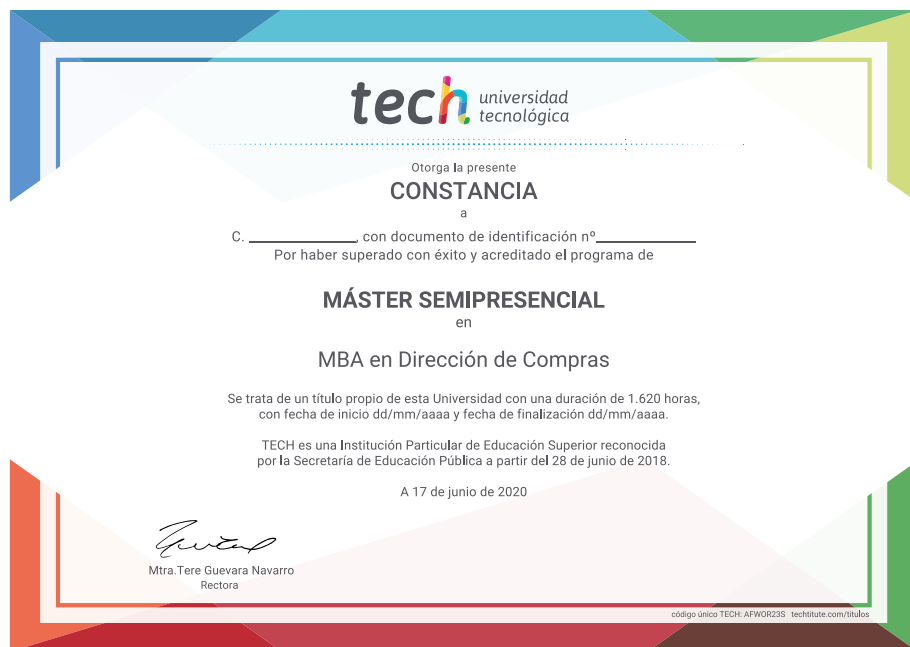 tech universidad
tecnológica
Otorga la presente
CONSTANCIA
a
C. ____________, con documento de identificación nº____________
Por haber superado con éxito y acreditado el programa de
MÁSTER SEMIPRESENCIAL
en
MBA en Dirección de Compras
Se trata de un título propio de esta Universidad con una duración de 1.620 horas,
con fecha de inicio dd/mm/aaaa y fecha de finalización dd/mm/aaaa.
TECH es una Institución Particular de Educación Superior reconocida
por la Secretaría de Educación Pública a partir del 28 de junio de 2018.
A 17 de junio de 2020
Mtra.Tere Guevara Navarro
Rectora
código único TECH: AFWOR23S techtitute.com/titulos